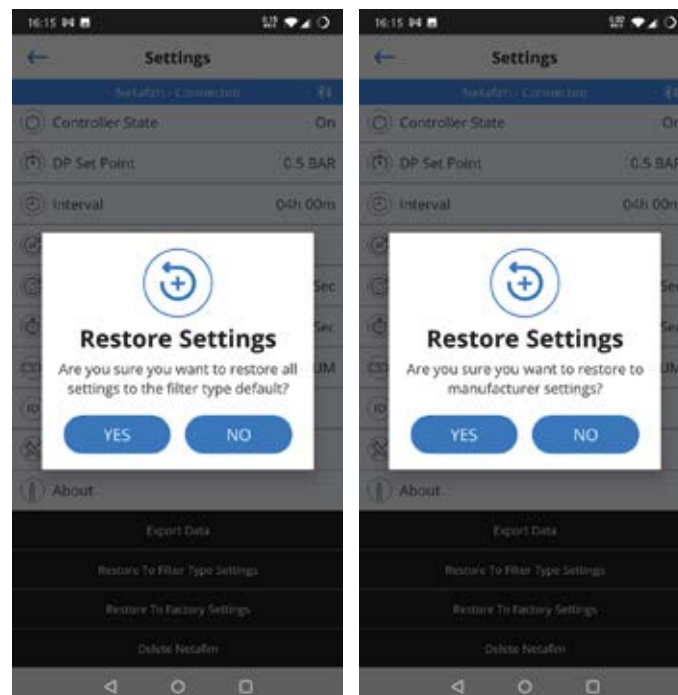 16:15
Settings
Netafim - Connected
Controller State On
DP Set Point 0.5 BAR
Interval 04h 00m
Sec
Sec
UM
Restore Settings
Are you sure you want to restore all
settings to the filter type default?
YES NO
About
Export Data
Restore To Filter Type Settings
Restore To Factory Settings
Delete Netafim
16:15
Settings
Netafim - Connected
Controller State On
DP Set Point 0.5 BAR
Interval 04h 00m
Sec
Sec
UM
Restore Settings
Are you sure you want to restore to
manufacturer settings?
YES NO
About
Export Data
Restore To Filter Type Settings
Restore To Factory Settings
Delete Netafim